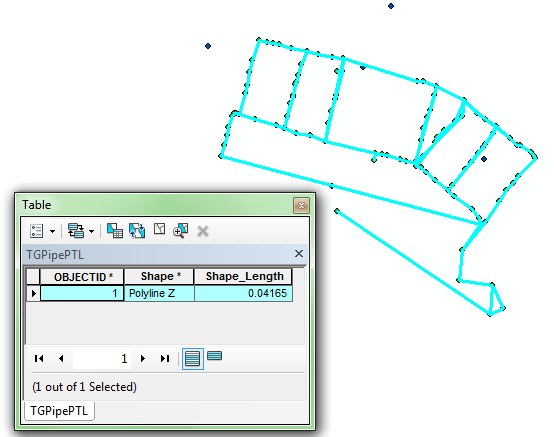 Table
TGPipePTL
OBJECTID * Shape * Shape_Length
1 Polyline Z 0.04165
1
(1 out of 1 Selected)
TGPipePTL